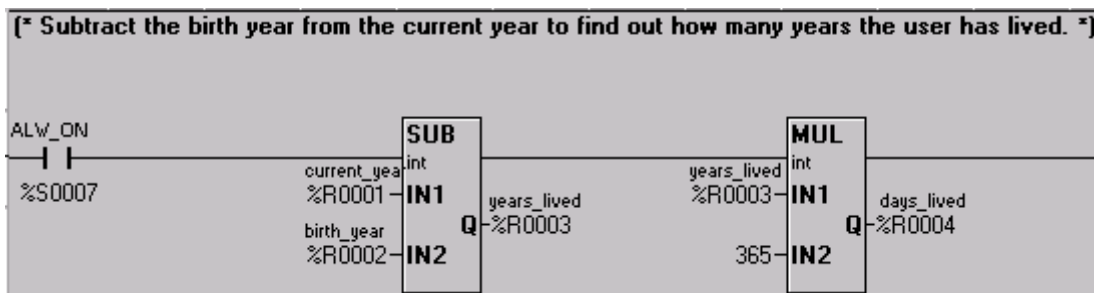 (* Subtract the birth year from the current year to find out how many years the user has lived. *)
ALW_ON
%S0007
SUB
int
current_yea
%R0001
IN1
years_lived
Q
%R0003
birth_year
%R0002
IN2
MUL
int
years_lived
%R0003
IN1
days_lived
Q
%R0004
365
IN2